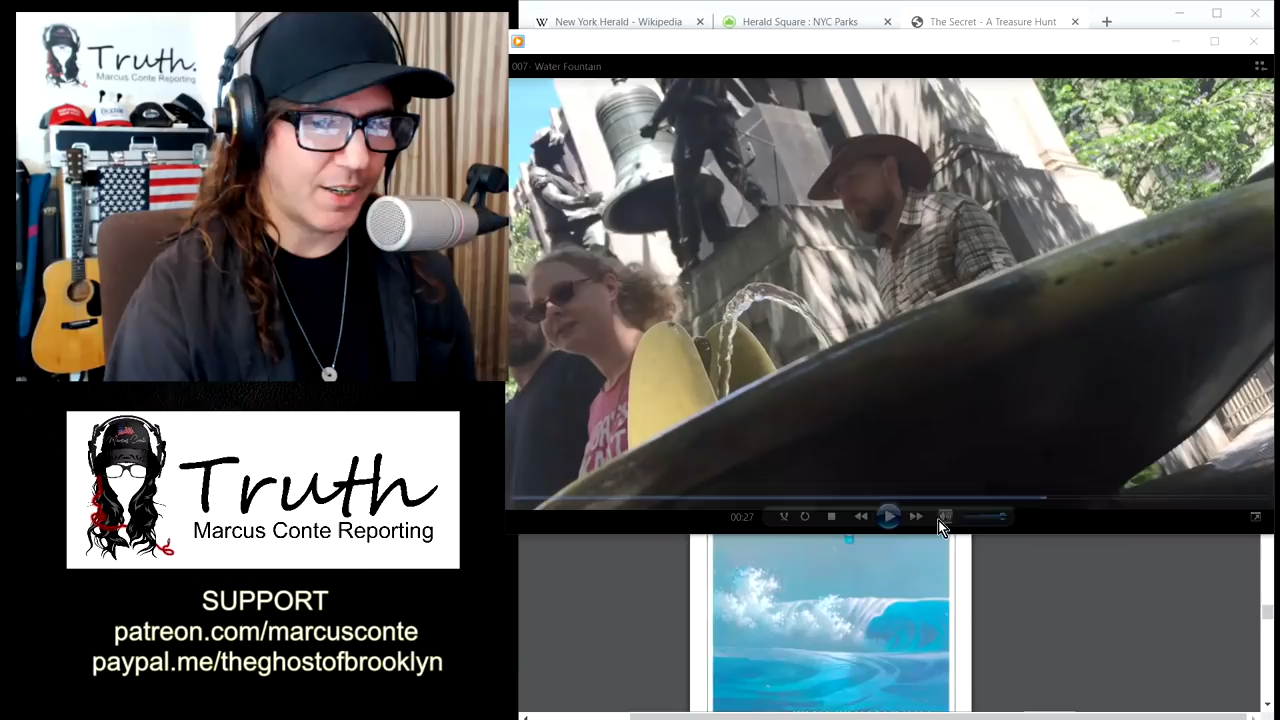 Truth.
Marcus Conte Reporting
New York Herald - Wikipedia
Herald Square : NYC Parks
The Secret - A Treasure Hunt
007- Water Fountain
00:27
Truth
Marcus Conte Reporting
SUPPORT
patreon.com/marcusconte
paypal.me/theghostofbrooklyn